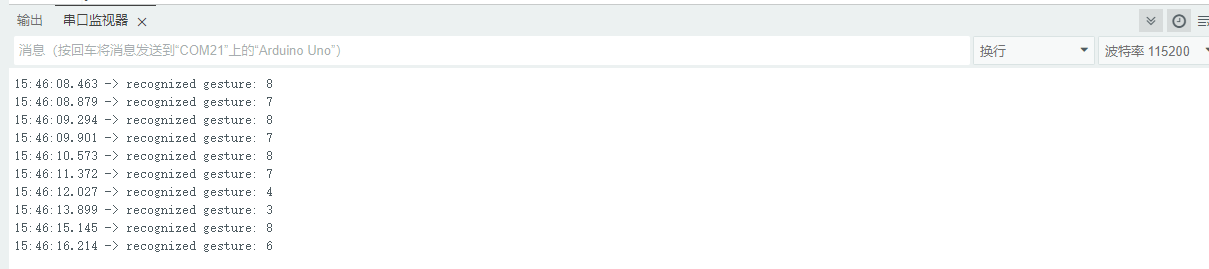 输出 串口监视器
消息（按回车将消息发送到“COM21”上的“Arduino Uno”）
换行 波特率 115200
15:46:08.463 -> recognized gesture: 8
15:46:08.879 -> recognized gesture: 7
15:46:09.294 -> recognized gesture: 8
15:46:09.901 -> recognized gesture: 7
15:46:10.573 -> recognized gesture: 8
15:46:11.372 -> recognized gesture: 7
15:46:12.027 -> recognized gesture: 4
15:46:13.899 -> recognized gesture: 3
15:46:15.145 -> recognized gesture: 8
15:46:16.214 -> recognized gesture: 6